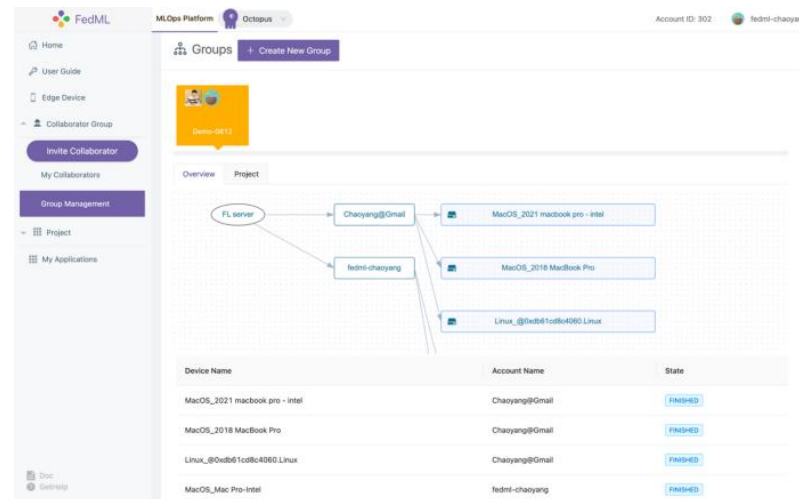 FedML
MLOps Platform
Octopus
Account ID: 302
fedml-chaoyan
Home
User Guide
Edge Device
Collaborator Group
Invite Collaborator
My Collaborators
Group Management
Project
My Applications
Doc
GetHelp
Groups
+ Create New Group
Demo-0612
Overview
Project
FL server
Chaoyang@Gmail
MacOS_2021 macbook pro - intel
fedml-chaoyang
MacOS_2018 MacBook Pro
Linux_@0xdb61cd8c4060.Linux
Device Name Account Name State
MacOS_2021 macbook pro - intel Chaoyang@Gmail FINISHED
MacOS_2018 MacBook Pro Chaoyang@Gmail FINISHED
Linux_@0xdb61cd8c4060.Linux Chaoyang@Gmail FINISHED
MacOS_Mac Pro-Intel fedml-chaoyang FINISHED